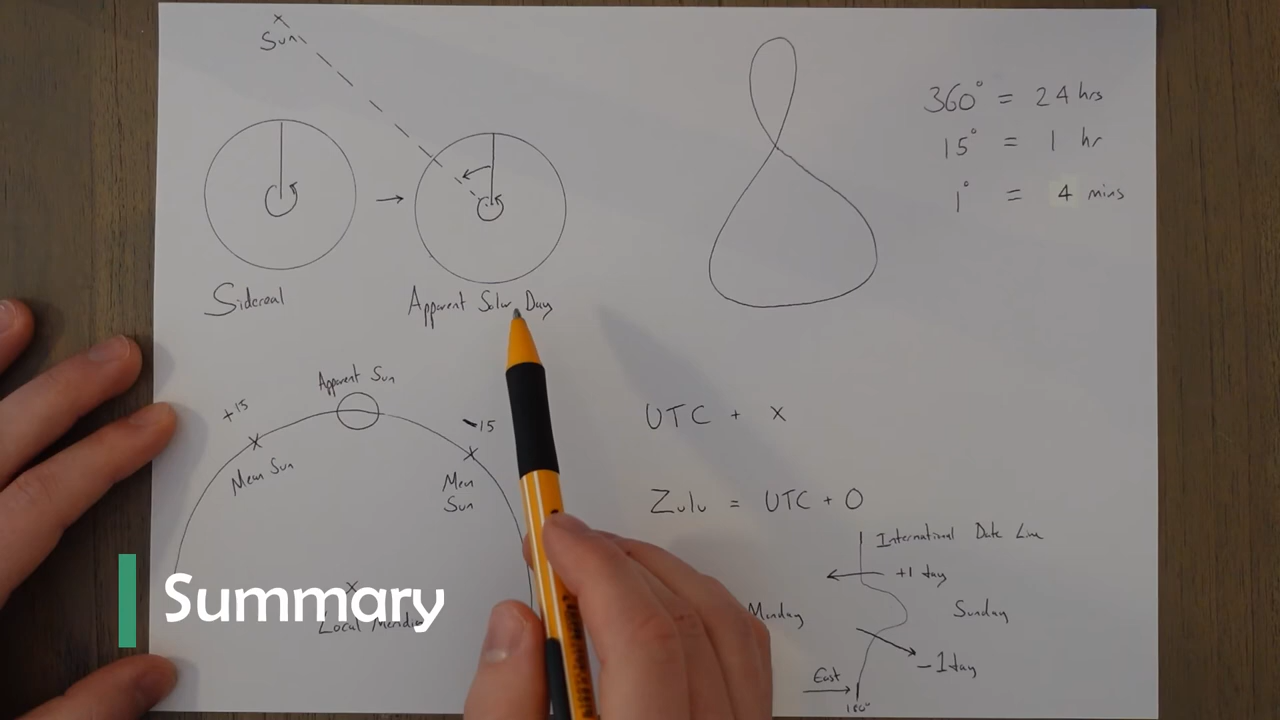 Sun
360° = 24 hrs
15° = 1 hr
1° = 4 mins
Sidereal
Apparent Solar Day
Apparent Sun
+15
-15
Mean Sun
Mean
Sun
UTC + x
Zulu = UTC + 0
International Date Line
+1 day
Monday
Sunday
-1 day
East
180°
Local Meridian
Summary